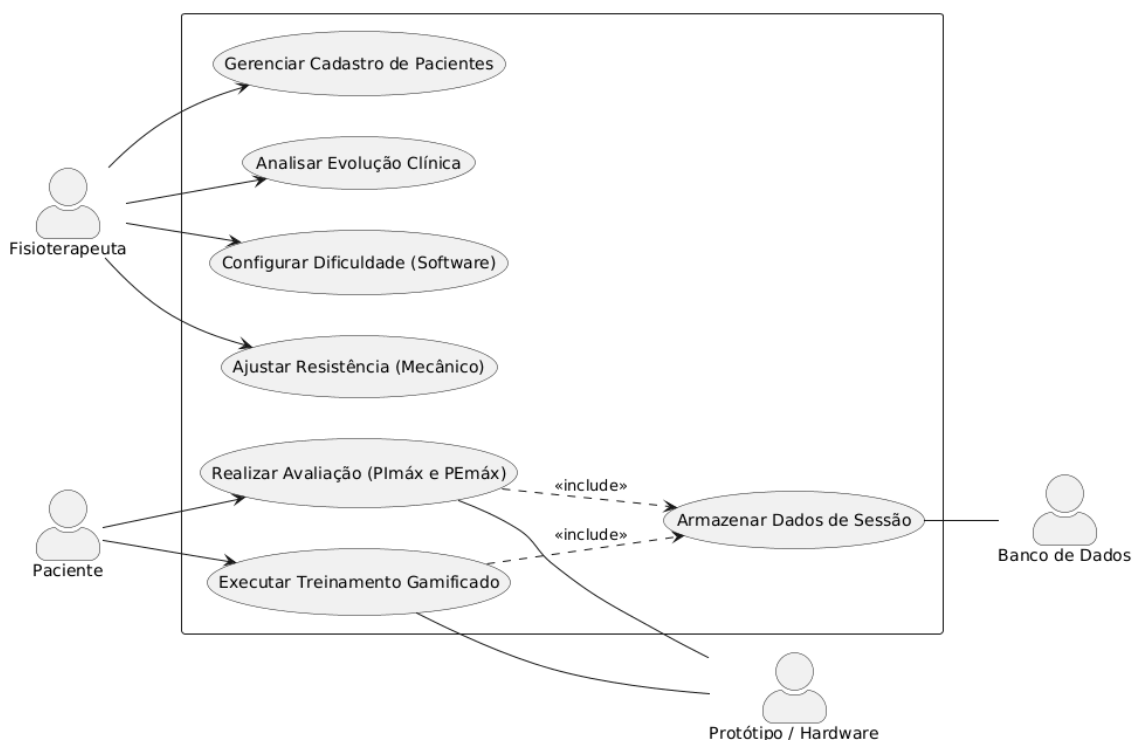 Gerenciar Cadastro de Pacientes
Analisar Evolução Clínica
Fisioterapeuta
Configurar Dificuldade (Software)
Ajustar Resistência (Mecânico)
Realizar Avaliação (PImáx e PEmáx)
«include»
Armazenar Dados de Sessão
«include»
Banco de Dados
Paciente
Executar Treinamento Gamificado
Protótipo / Hardware